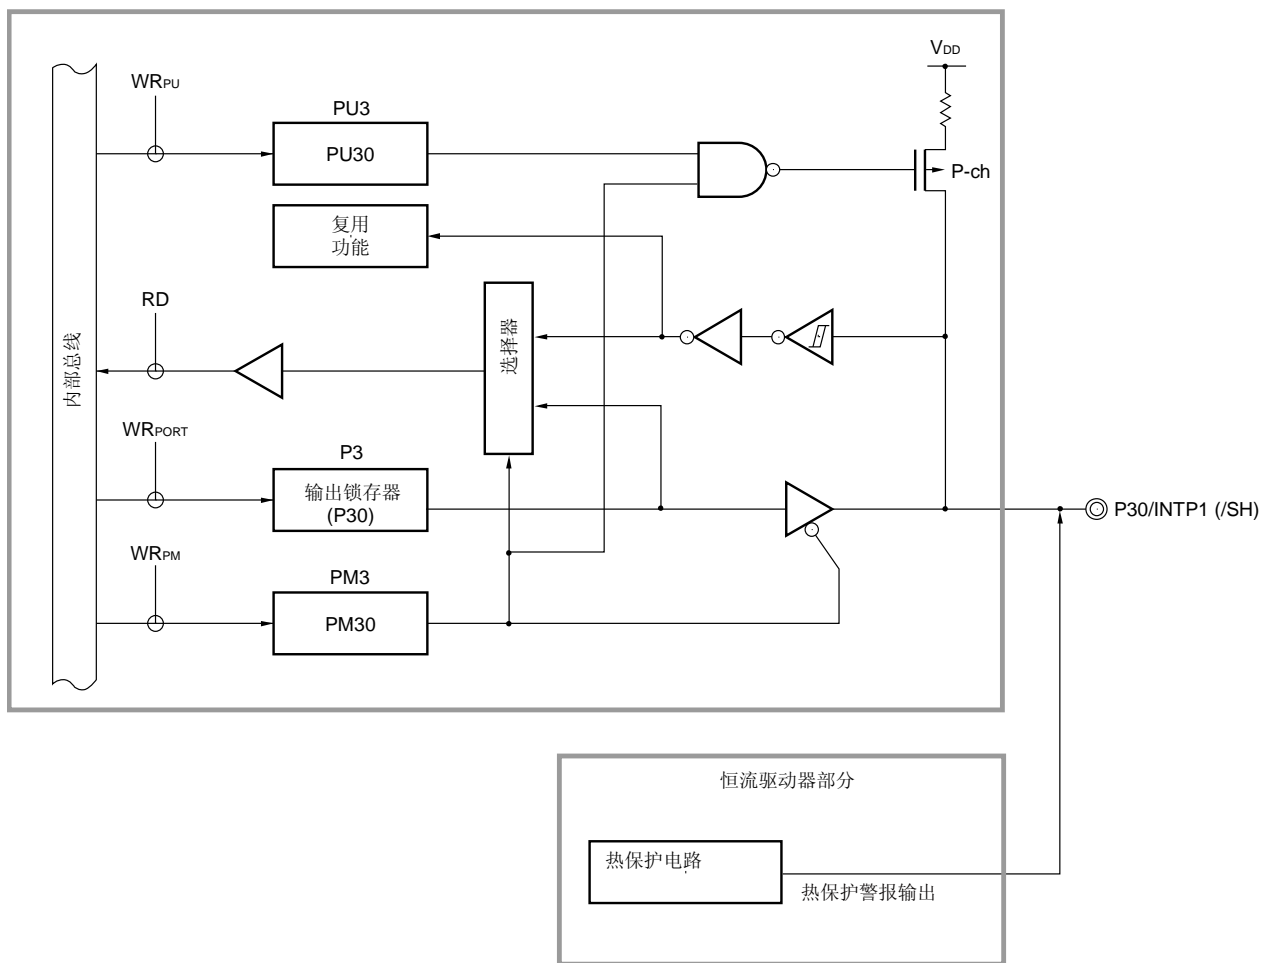 VDD
WRPU
PU3
PU30
P-ch
复用
功能
RD
选择器
内部总线
WRPORT
P3
输出锁存器
(P30)
P30/INTP1 (/SH)
WRPM
PM3
PM30
恒流驱动器部分
热保护电路
热保护警报输出